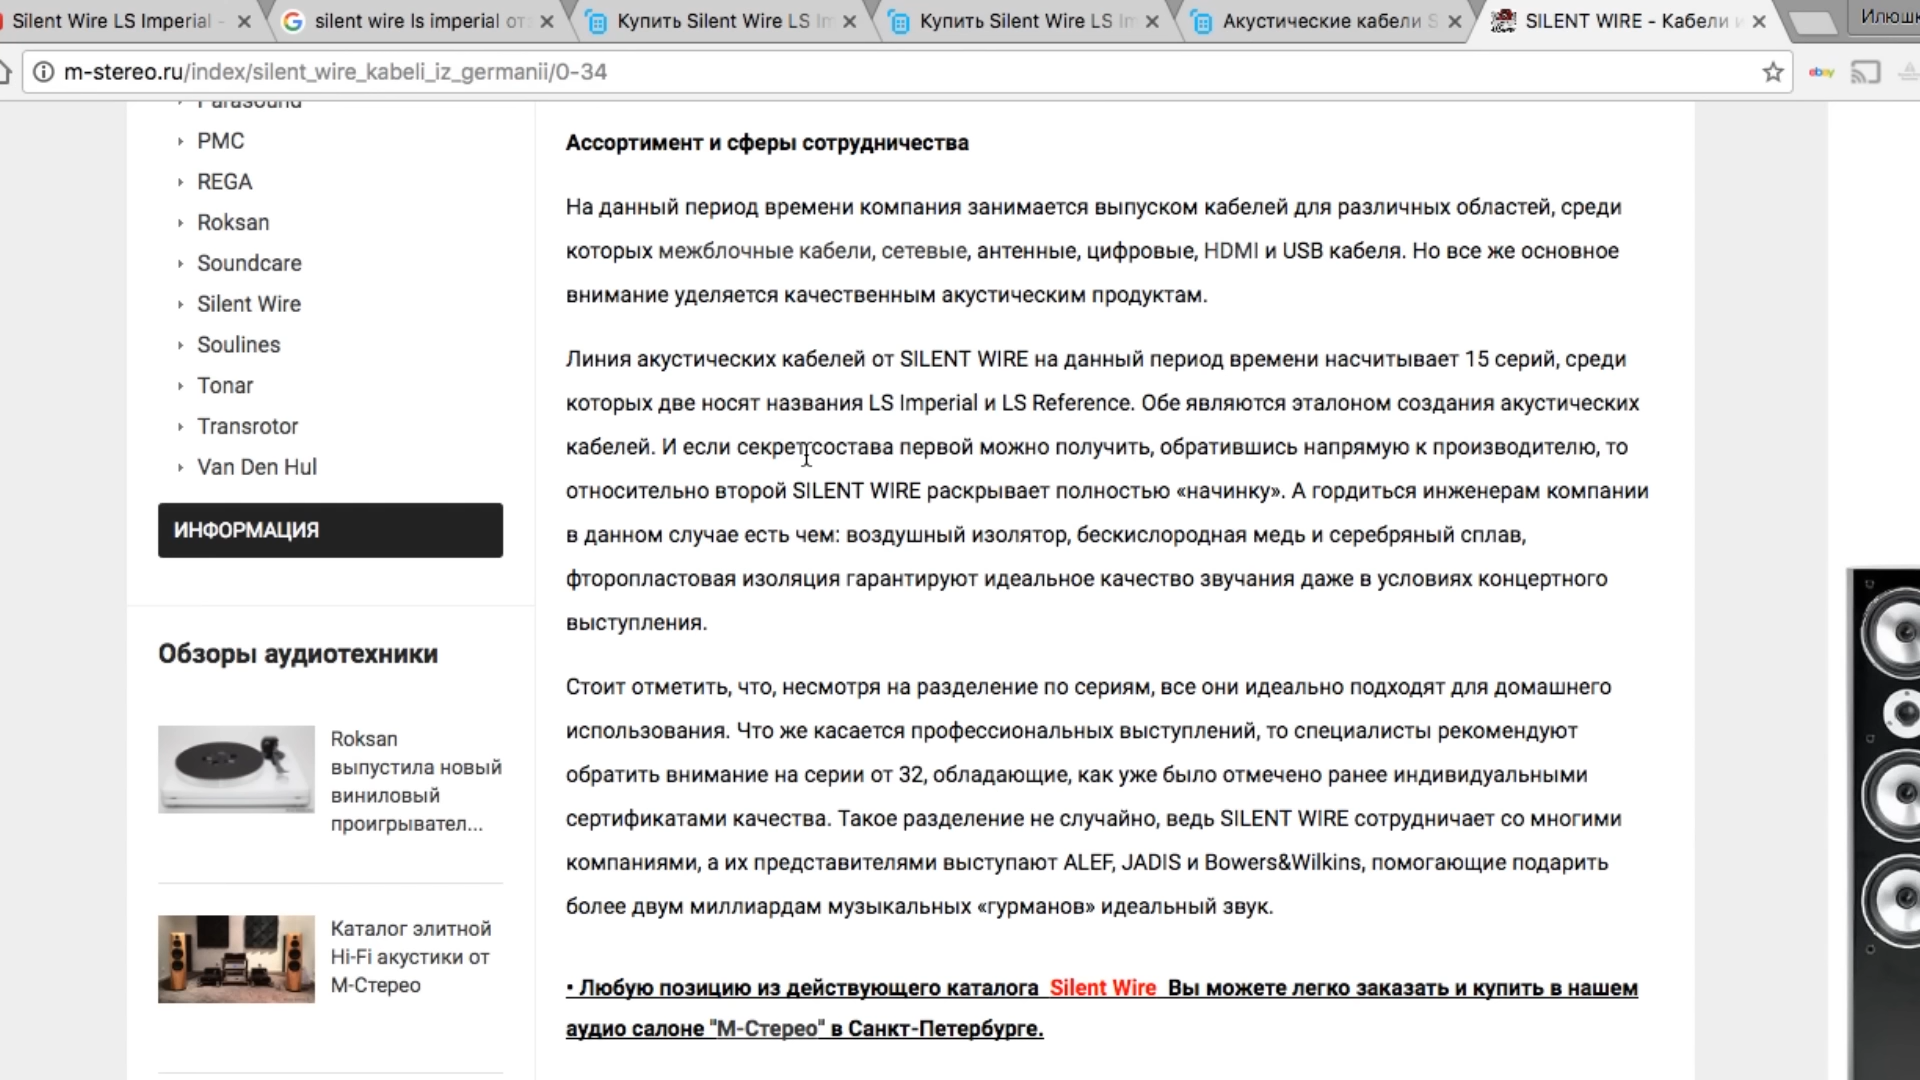 Silent Wire LS Imperial -
silent wire ls imperial от
Купить Silent Wire LS Im
Купить Silent Wire LS Im
Акустические кабели S
SILENT WIRE - Кабели и
Илюшк
m-stereo.ru/index/silent_wire_kabeli_iz_germanii/0-34
ebay
Parasound
PMC
REGA
Roksan
Soundcare
Silent Wire
Soulines
Tonar
Transrotor
Van Den Hul
ИНФОРМАЦИЯ
Обзоры аудиотехники
Roksan
выпустила новый
виниловый
проигрывател...
Каталог элитной
Hi-Fi акустики от
М-Стерео
Ассортимент и сферы сотрудничества
На данный период времени компания занимается выпуском кабелей для различных областей, среди
которых межблочные кабели, сетевые, антенные, цифровые, HDMI и USB кабеля. Но все же основное
внимание уделяется качественным акустическим продуктам.
Линия акустических кабелей от SILENT WIRE на данный период времени насчитывает 15 серий, среди
которых две носят названия LS Imperial и LS Reference. Обе являются эталоном создания акустических
кабелей. И если секрет состава первой можно получить, обратившись напрямую к производителю, то
относительно второй SILENT WIRE раскрывает полностью «начинку». А гордиться инженерам компании
в данном случае есть чем: воздушный изолятор, бескислородная медь и серебряный сплав,
фторопластовая изоляция гарантируют идеальное качество звучания даже в условиях концертного
выступления.
Стоит отметить, что, несмотря на разделение по сериям, все они идеально подходят для домашнего
использования. Что же касается профессиональных выступлений, то специалисты рекомендуют
обратить внимание на серии от 32, обладающие, как уже было отмечено ранее индивидуальными
сертификатами качества. Такое разделение не случайно, ведь SILENT WIRE сотрудничает со многими
компаниями, а их представителями выступают ALEF, JADIS и Bowers&Wilkins, помогающие подарить
более двум миллиардам музыкальных «гурманов» идеальный звук.
• Любую позицию из действующего каталога Silent Wire Вы можете легко заказать и купить в нашем
аудио салоне "М-Стерео" в Санкт-Петербурге.